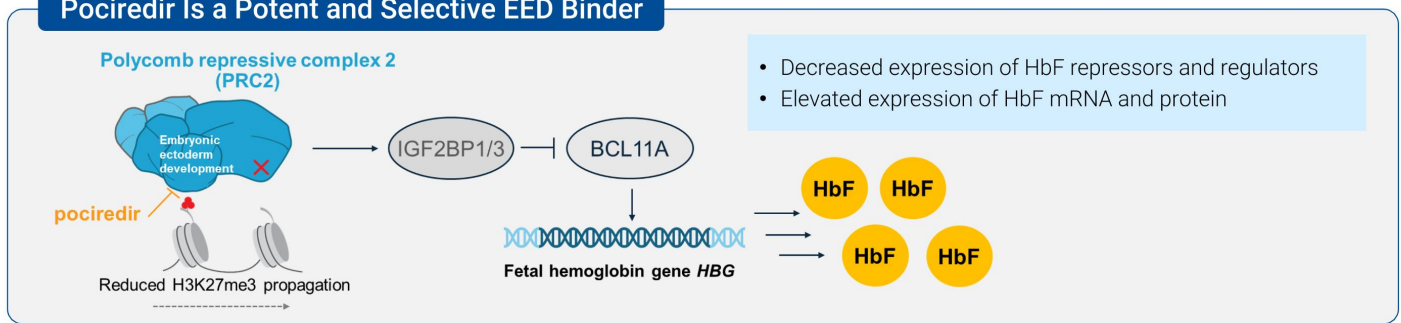 Pociredir Is a Potent and Selective EED Binder
Polycomb repressive complex 2
(PRC2)
Embryonic
ectoderm
development
pociredir
Reduced H3K27me3 propagation
IGF2BP1/3
BCL11A
Fetal hemoglobin gene HBG
• Decreased expression of HbF repressors and regulators
• Elevated expression of HbF mRNA and protein
HbF
HbF
HbF
HbF